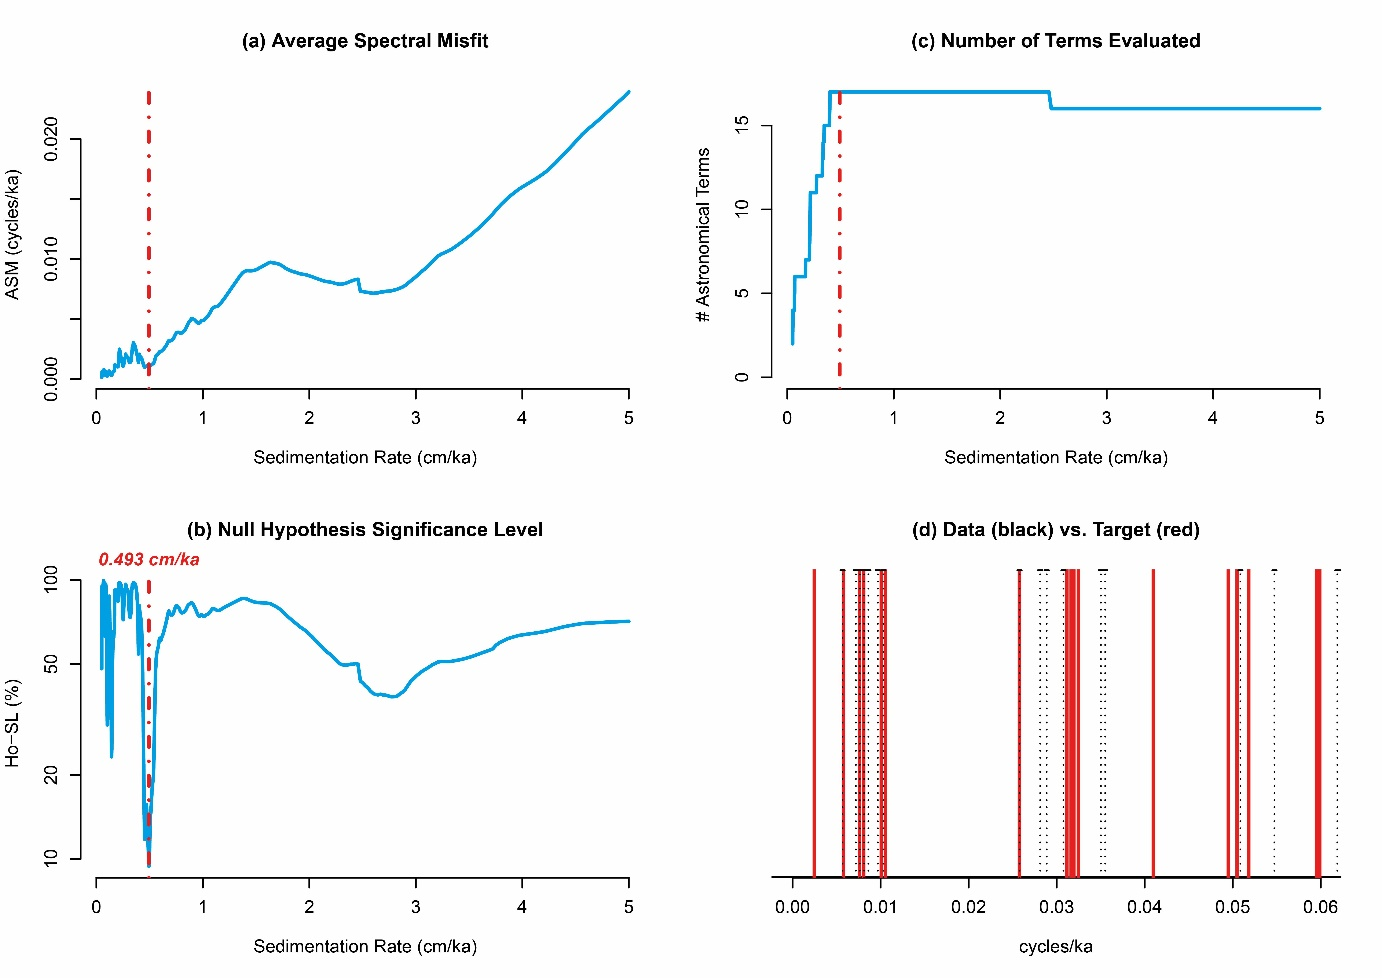 (a) Average Spectral Misfit
ASM (cycles/ka)
0.020
0.010
0.000
0 1 2 3 4 5
Sedimentation Rate (cm/ka)
(c) Number of Terms Evaluated
# Astronomical Terms
15
10
5
0
0 1 2 3 4 5
Sedimentation Rate (cm/ka)
(b) Null Hypothesis Significance Level
0.493 cm/ka
Ho−SL (%)
100
50
20
10
0 1 2 3 4 5
Sedimentation Rate (cm/ka)
(d) Data (black) vs. Target (red)
0.00 0.01 0.02 0.03 0.04 0.05 0.06
cycles/ka